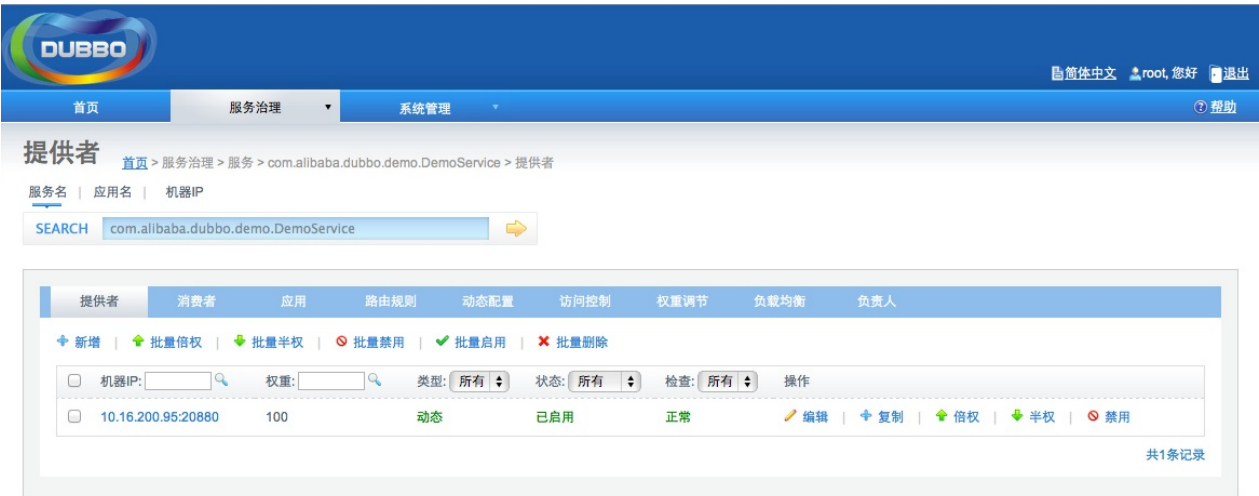 DUBBO
简体中文 root, 您好 退出
首页 服务治理 系统管理 帮助
提供者 首页 > 服务治理 > 服务 > com.alibaba.dubbo.demo.DemoService > 提供者
服务名 | 应用名 | 机器IP
SEARCH com.alibaba.dubbo.demo.DemoService
提供者 消费者 应用 路由规则 动态配置 访问控制 权重调节 负载均衡 负责人
新增 | 批量倍权 | 批量半权 | 批量禁用 | 批量启用 | 批量删除
机器IP: 权重: 类型: 所有 状态: 所有 检查: 所有 操作
10.16.200.95:20880 100 动态 已启用 正常 编辑 | 复制 | 倍权 | 半权 | 禁用
共1条记录